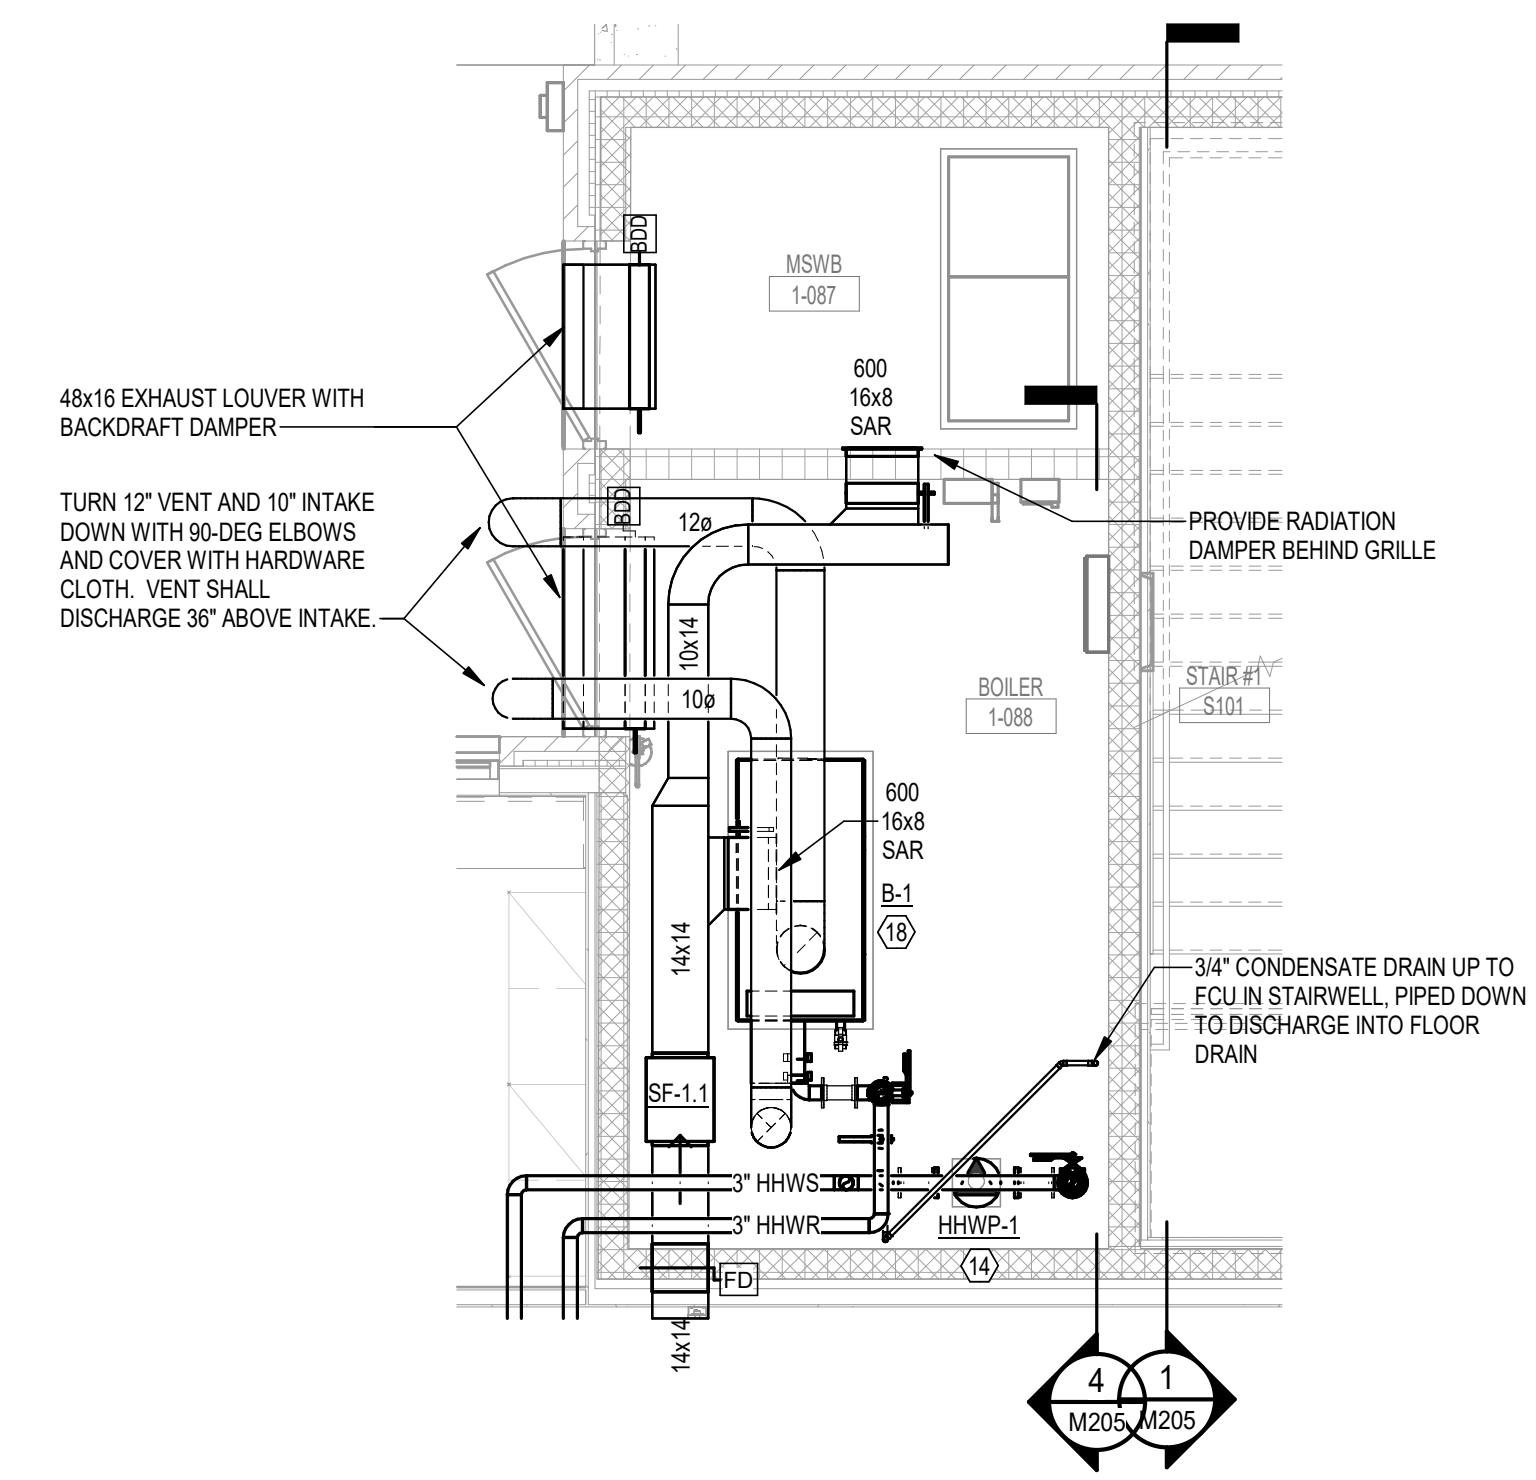 BDD
MSWB
1-087
600
16x8
SAR
48x16 EXHAUST LOUVER WITH
BACKDRAFT DAMPER
TURN 12" VENT AND 10" INTAKE
DOWN WITH 90-DEG ELBOWS
AND COVER WITH HARDWARE
CLOTH. VENT SHALL
DISCHARGE 36" ABOVE INTAKE.
BDD
12ø
PROVIDE RADIATION
DAMPER BEHIND GRILLE
10x14
10ø
BOILER
1-088
STAIR #1
S101
600
16x8
SAR
B-1
18
14x14
3/4" CONDENSATE DRAIN UP TO
FCU IN STAIRWELL, PIPED DOWN
TO DISCHARGE INTO FLOOR
DRAIN
SF-1.1
3" HHWS
3" HHWR
HHWP-1
14
FD
14x14
4
M205
1
M205